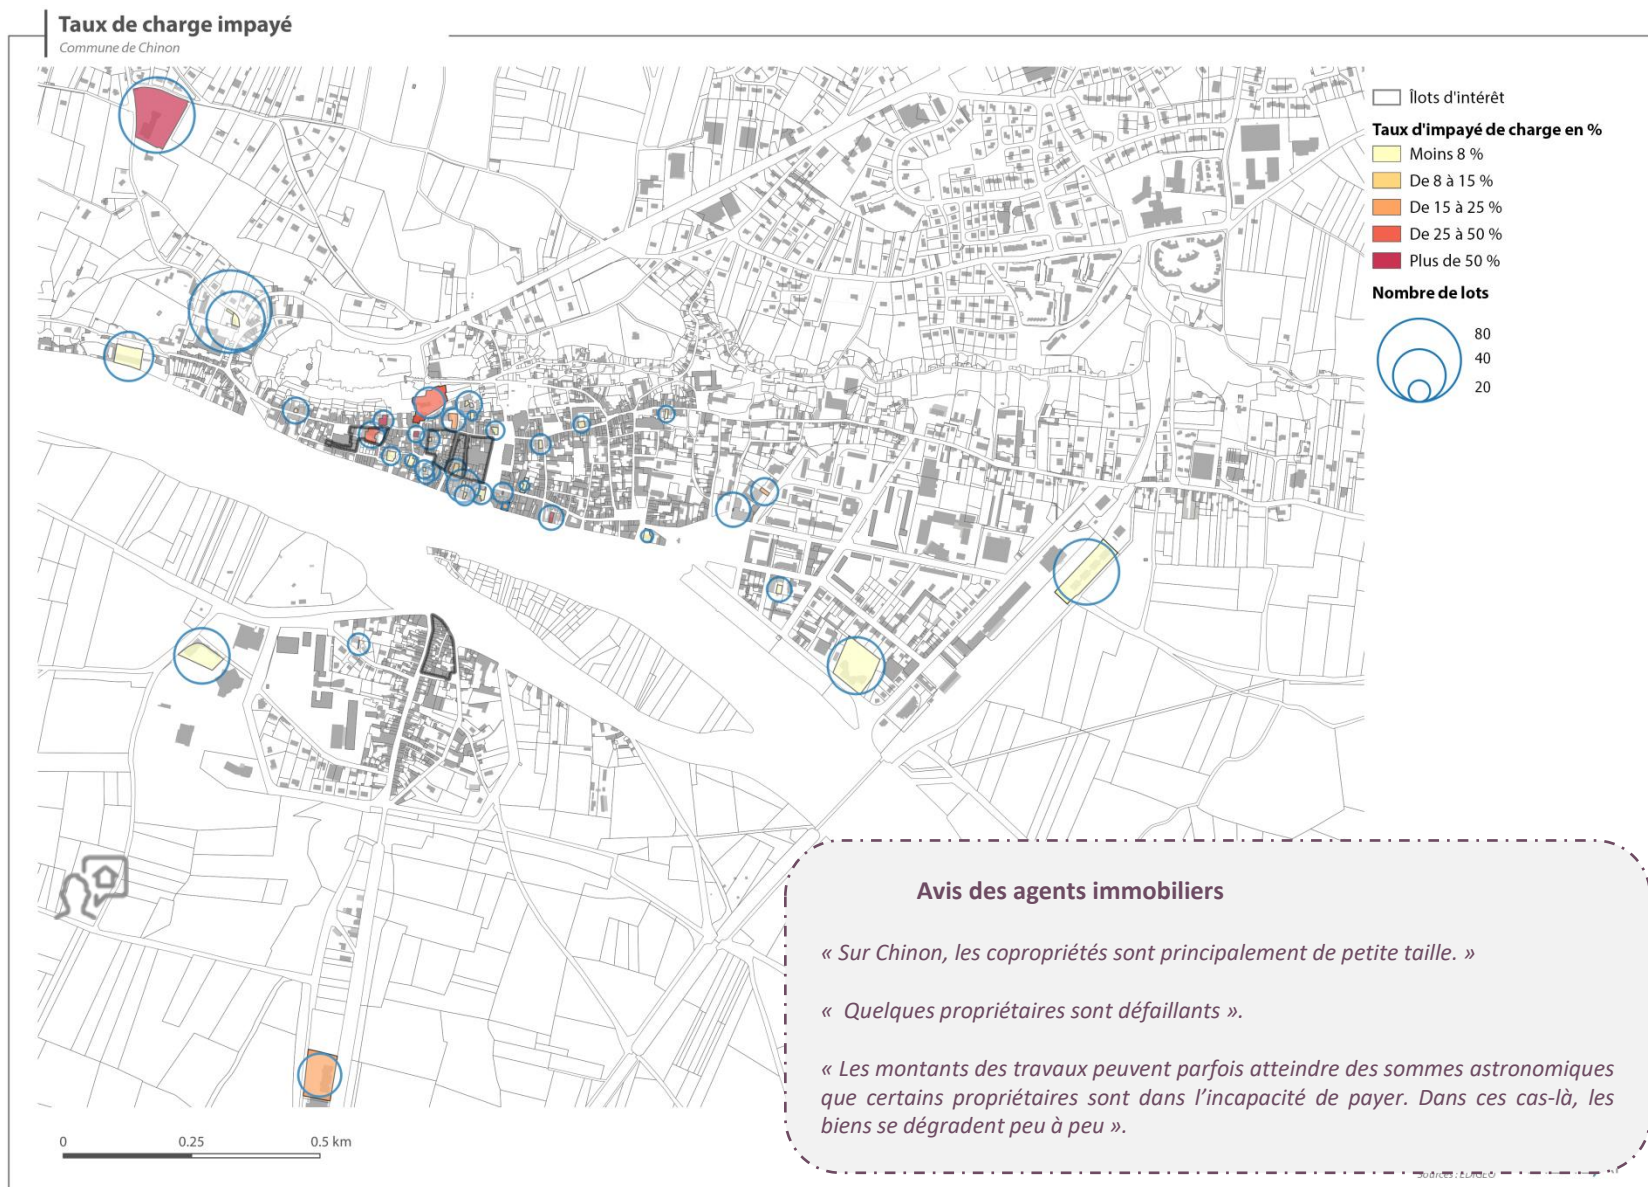 Taux de charge impayé
Commune de Chinon
Îlots d'intérêt
Taux d'impayé de charge en %
Moins 8 %
De 8 à 15 %
De 15 à 25 %
De 25 à 50 %
Plus de 50 %
Nombre de lots
80
40
20
Avis des agents immobiliers
« Sur Chinon, les copropriétés sont principalement de petite taille. »
« Quelques propriétaires sont défaillants ».
« Les montants des travaux peuvent parfois atteindre des sommes astronomiques
que certains propriétaires sont dans l'incapacité de payer. Dans ces cas-là, les
biens se dégradent peu à peu ».
0 0.25 0.5 km
Sources : EDIGEO